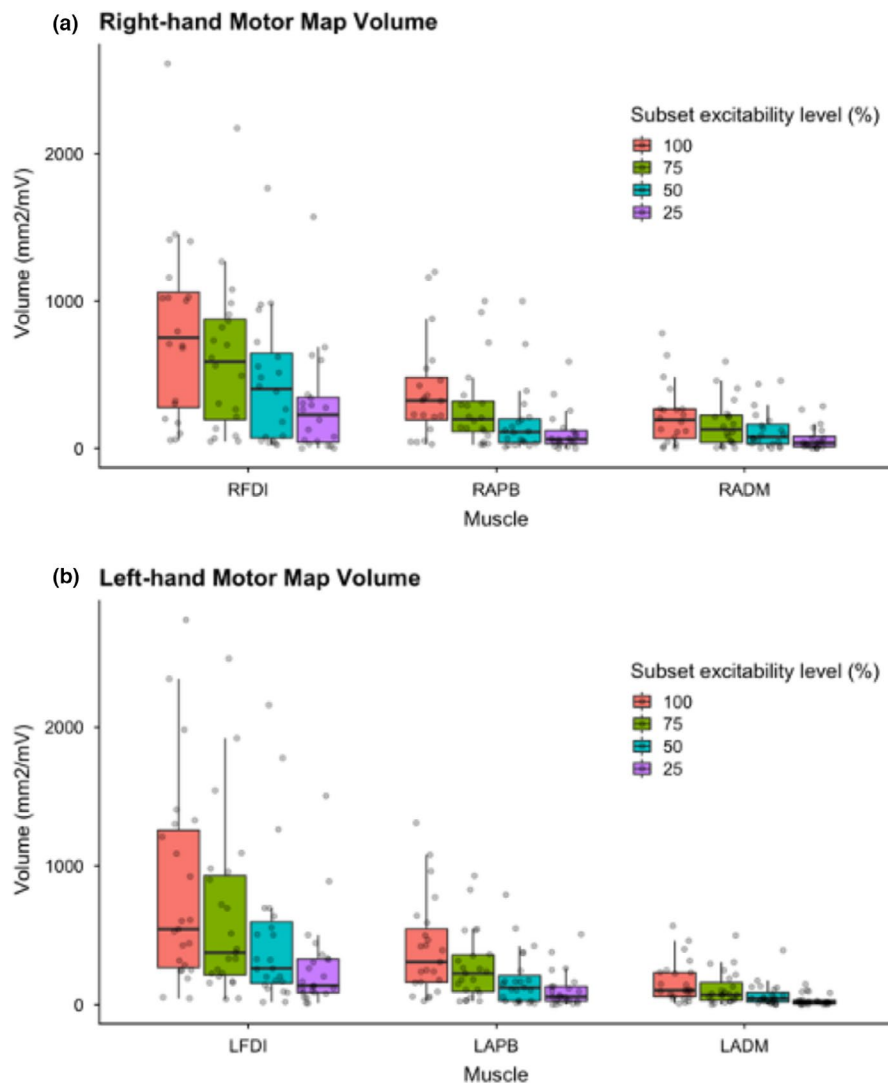 (a) Right-hand Motor Map Volume
Volume (mm2/mV)
2000
1000
0
Subset excitability level (%)
100
75
50
25
RFDI RAPB RADM
Muscle
(b) Left-hand Motor Map Volume
Volume (mm2/mV)
2000
1000
0
Subset excitability level (%)
100
75
50
25
LFDI LAPB LADM
Muscle